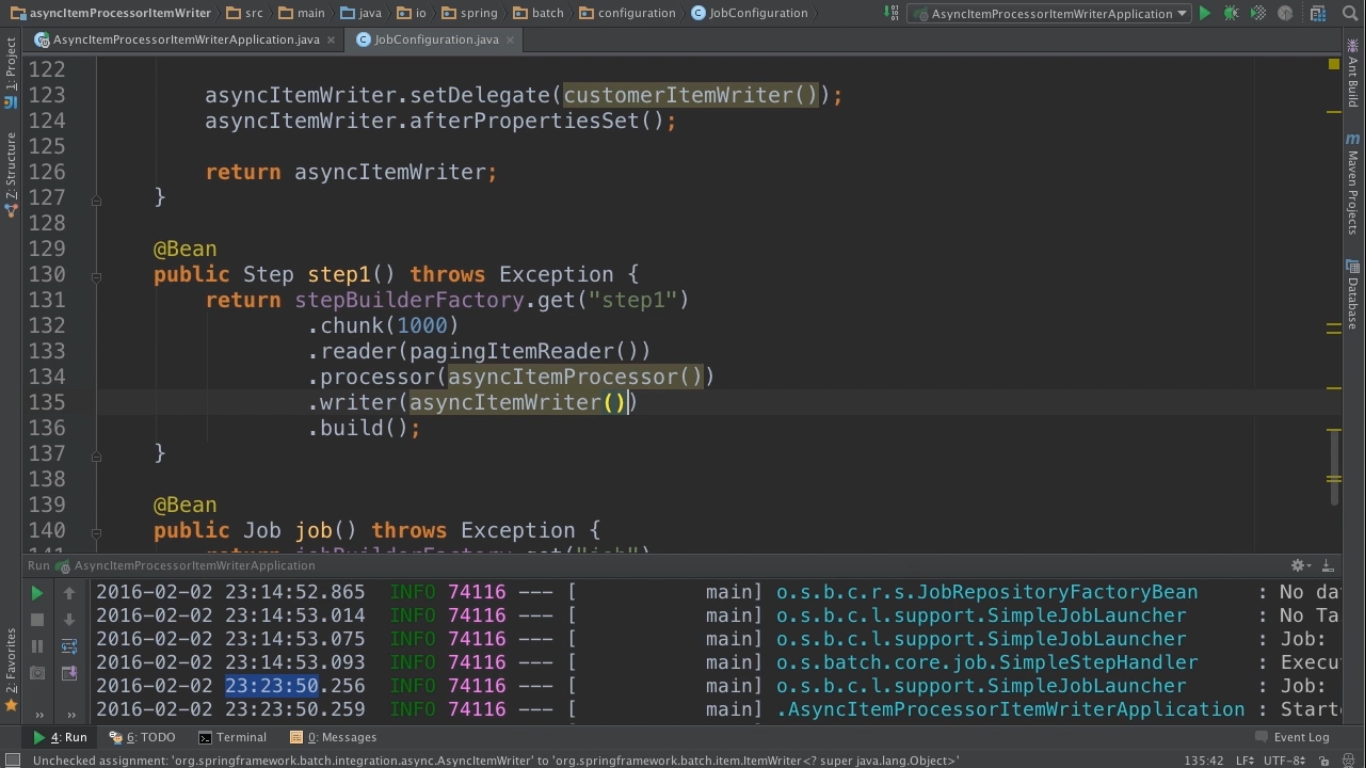 asyncItemProcessorItemWriter src main java io spring batch configuration JobConfiguration AsyncItemProcessorItemWriterApplication
AsyncItemProcessorItemWriterApplication.java JobConfiguration.java
1: Project
Z: Structure
2: Favorites
122
123 asyncItemWriter.setDelegate(customerItemWriter());
124 asyncItemWriter.afterPropertiesSet();
125
126 return asyncItemWriter;
127 }
128
129 @Bean
130 public Step step1() throws Exception {
131 return stepBuilderFactory.get("step1")
132 .chunk(1000)
133 .reader(pagingItemReader())
134 .processor(asyncItemProcessor())
135 .writer(asyncItemWriter())
136 .build();
137 }
138
139 @Bean
140 public Job job() throws Exception {
141 return jobBuilderFactory.get("job")
Ant Build
Maven Projects
Database
Run AsyncItemProcessorItemWriterApplication
2016-02-02 23:14:52.865 INFO 74116 --- [ main] o.s.b.c.r.s.JobRepositoryFactoryBean : No da
2016-02-02 23:14:53.014 INFO 74116 --- [ main] o.s.b.c.l.support.SimpleJobLauncher : No Ta
2016-02-02 23:14:53.075 INFO 74116 --- [ main] o.s.b.c.l.support.SimpleJobLauncher : Job:
2016-02-02 23:14:53.093 INFO 74116 --- [ main] o.s.batch.core.job.SimpleStepHandler : Execu
2016-02-02 23:23:50.256 INFO 74116 --- [ main] o.s.b.c.l.support.SimpleJobLauncher : Job:
2016-02-02 23:23:50.259 INFO 74116 --- [ main] .AsyncItemProcessorItemWriterApplication : Start
4: Run 6: TODO Terminal 0: Messages Event Log
Unchecked assignment: 'org.springframework.batch.integration.async.AsyncItemWriter' to 'org.springframework.batch.item.ItemWriter<? super java.lang.Object>' 135:42 LF UTF-8